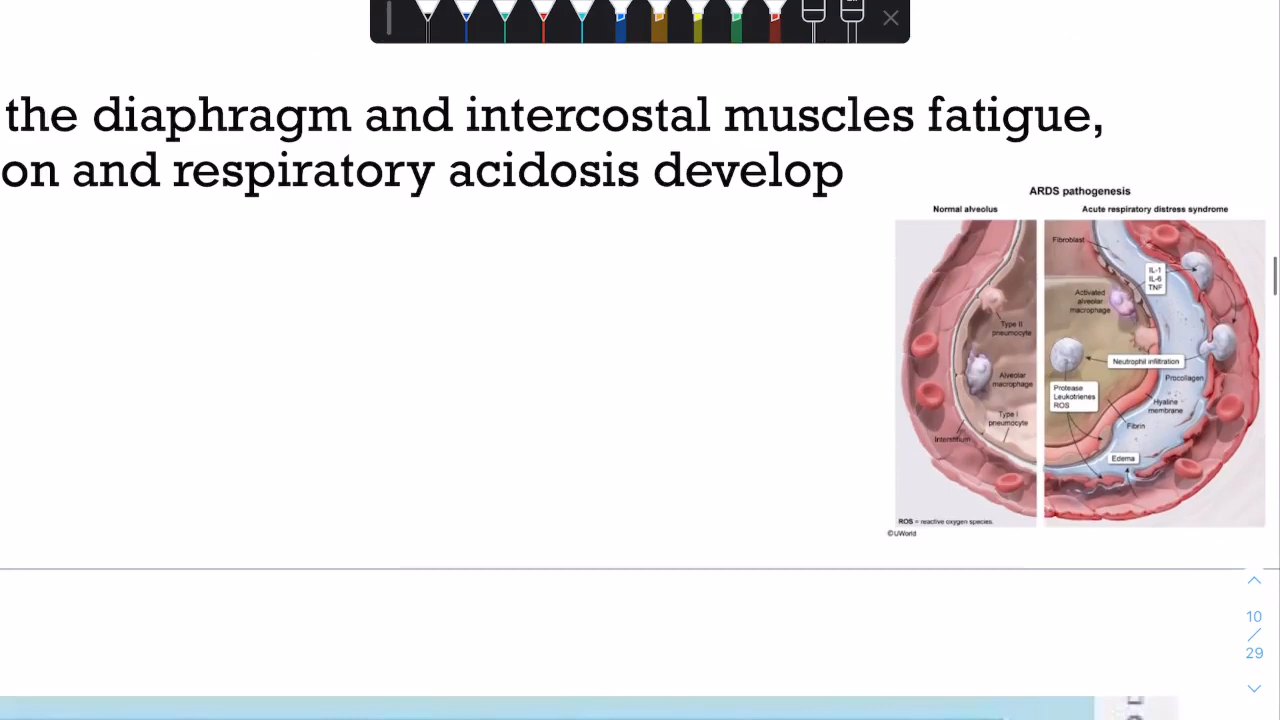 the diaphragm and intercostal muscles fatigue,
on and respiratory acidosis develop
ARDS pathogenesis
Normal alveolus
Acute respiratory distress syndrome
Type II
pneumocyte
Alveolar
macrophage
Type I
pneumocyte
Interstitium
ROS = reactive oxygen species.
Fibroblast
IL-1
IL-6
TNF
Activated
alveolar
macrophage
Neutrophil infiltration
Procollagen
Protease
Leukotrienes
ROS
Hyaline
membrane
Fibrin
Edema
©UWorld
10
/
29